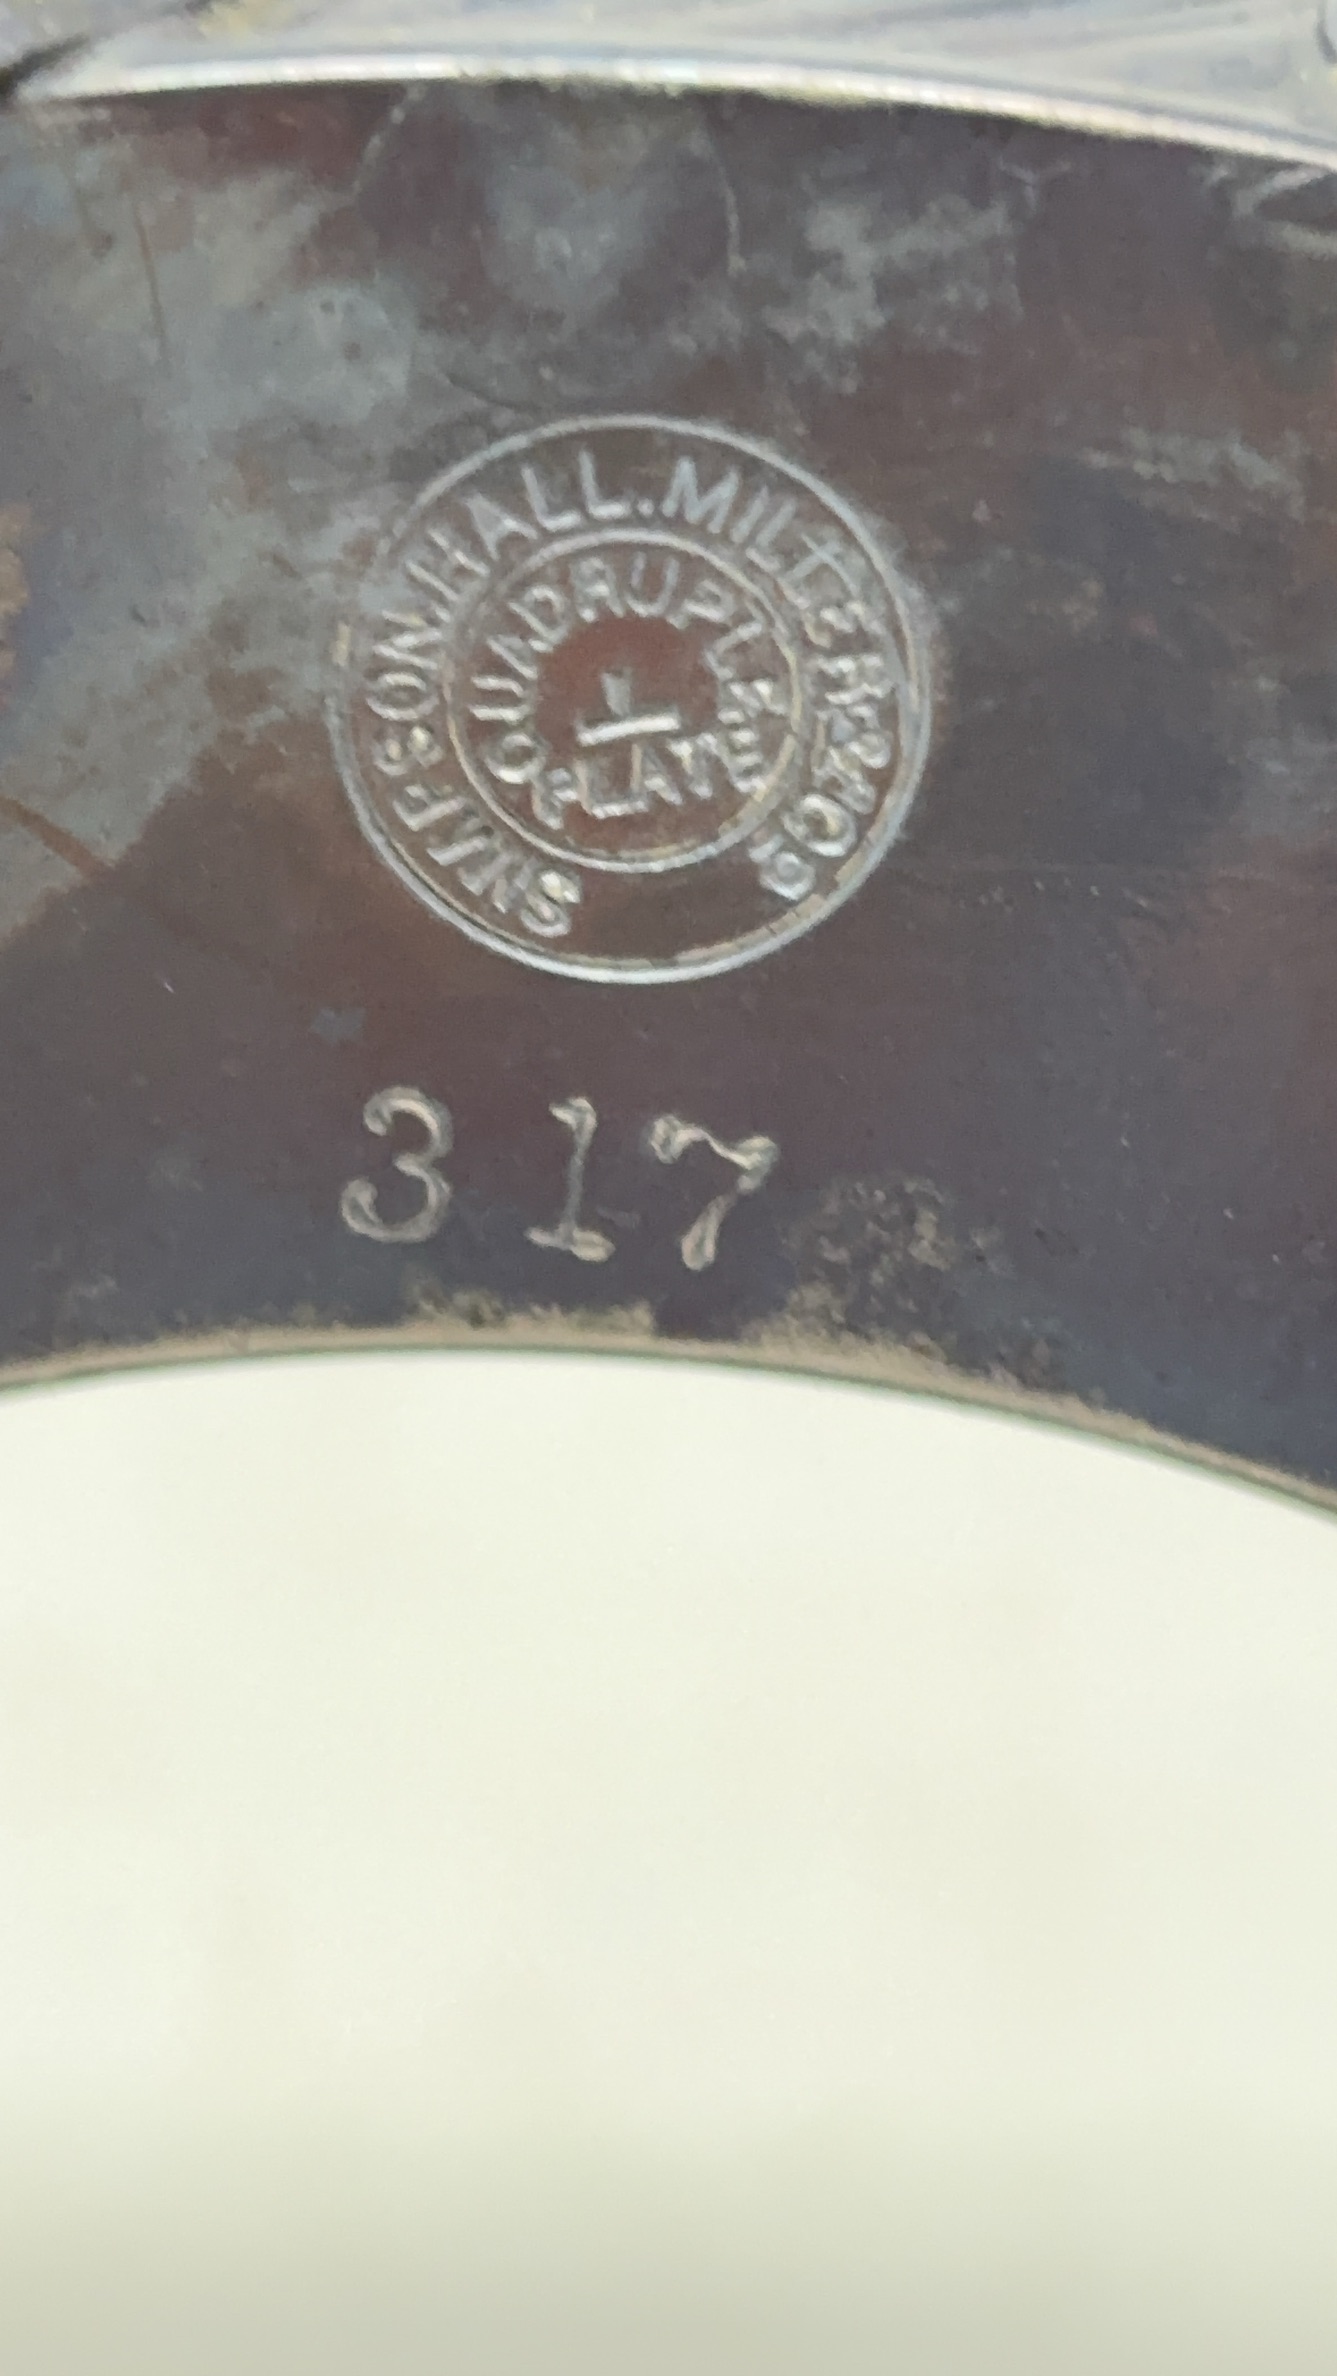 SIMPSON.HALL.MILLER & CO
QUADRUPLE
PLATE
317